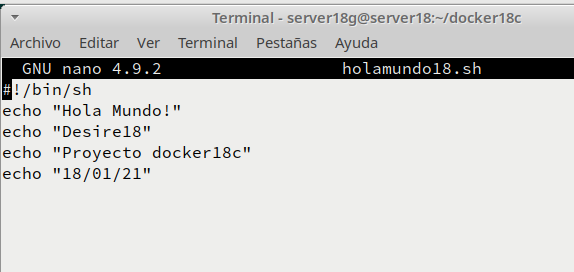 Terminal - server18g@server18:~/docker18c
Archivo Editar Ver Terminal Pestañas Ayuda
GNU nano 4.9.2 holamundo18.sh
#!/bin/sh
echo "Hola Mundo!"
echo "Desire18"
echo "Proyecto docker18c"
echo "18/01/21"